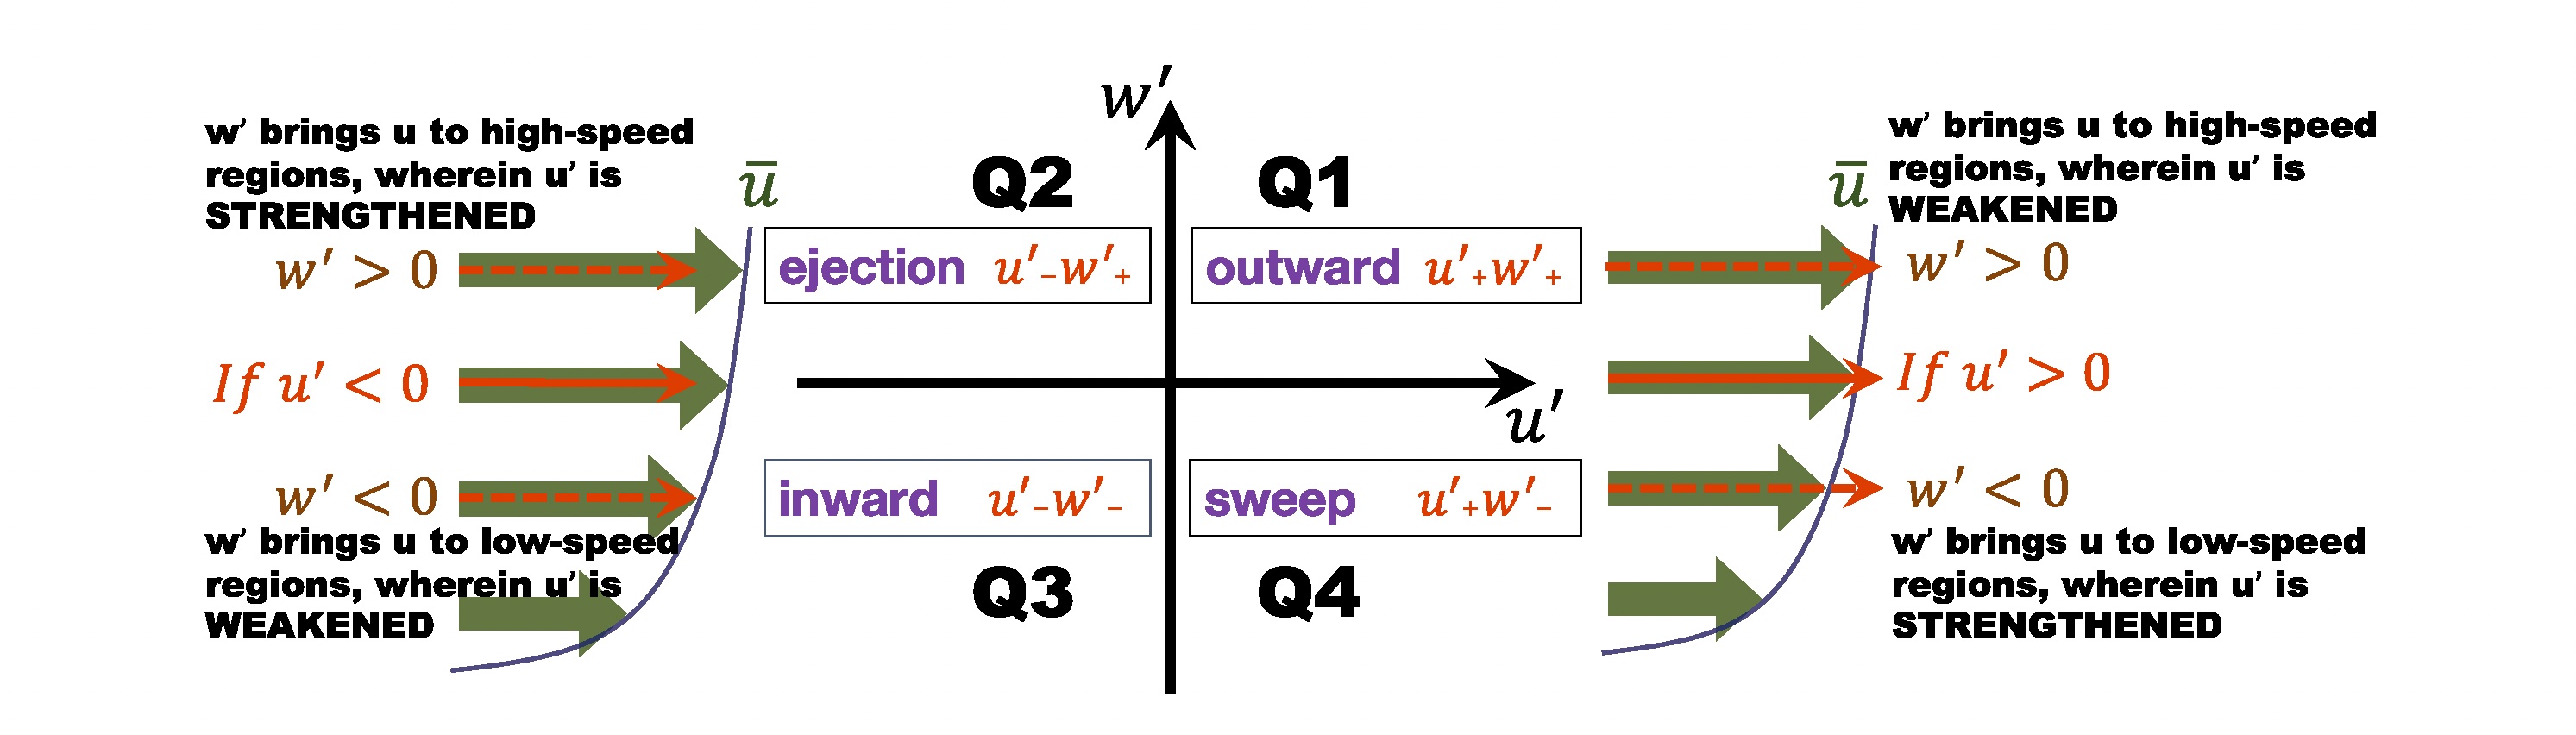 w' brings u to high-speed
regions, wherein u' is
STRENGTHENED
w′ > 0
If u′ < 0
w′ < 0
w' brings u to low-speed
regions, wherein u' is
WEAKENED
u̅
w′
Q2
Q1
ejection u′₋w′₊
outward u′₊w′₊
u′
inward u′₋w′₋
sweep u′₊w′₋
Q3
Q4
u̅
w' brings u to high-speed
regions, wherein u' is
WEAKENED
w′ > 0
If u′ > 0
w′ < 0
w' brings u to low-speed
regions, wherein u' is
STRENGTHENED